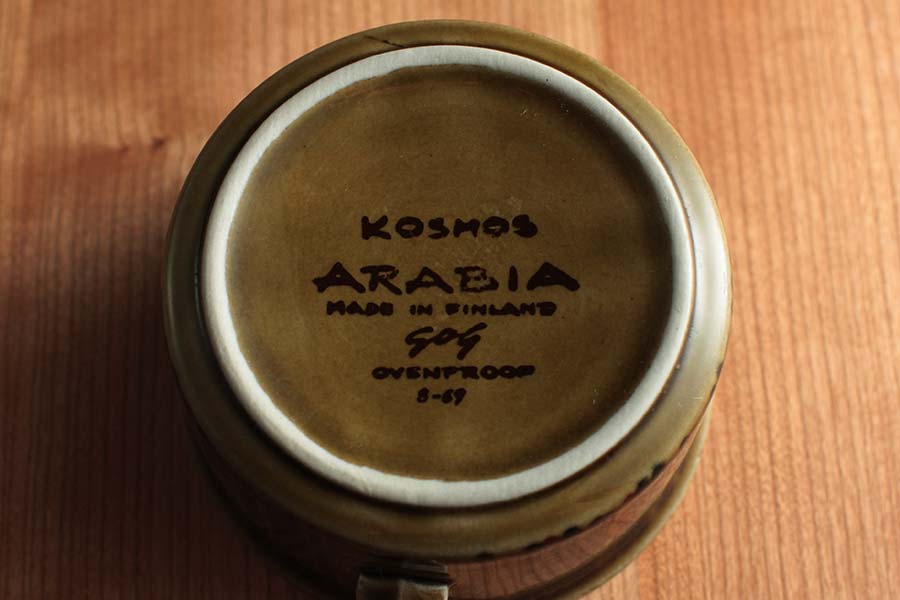 KOSMOS
ARABIA
MADE IN FINLAND
GOG
OVENPROOF
8-69